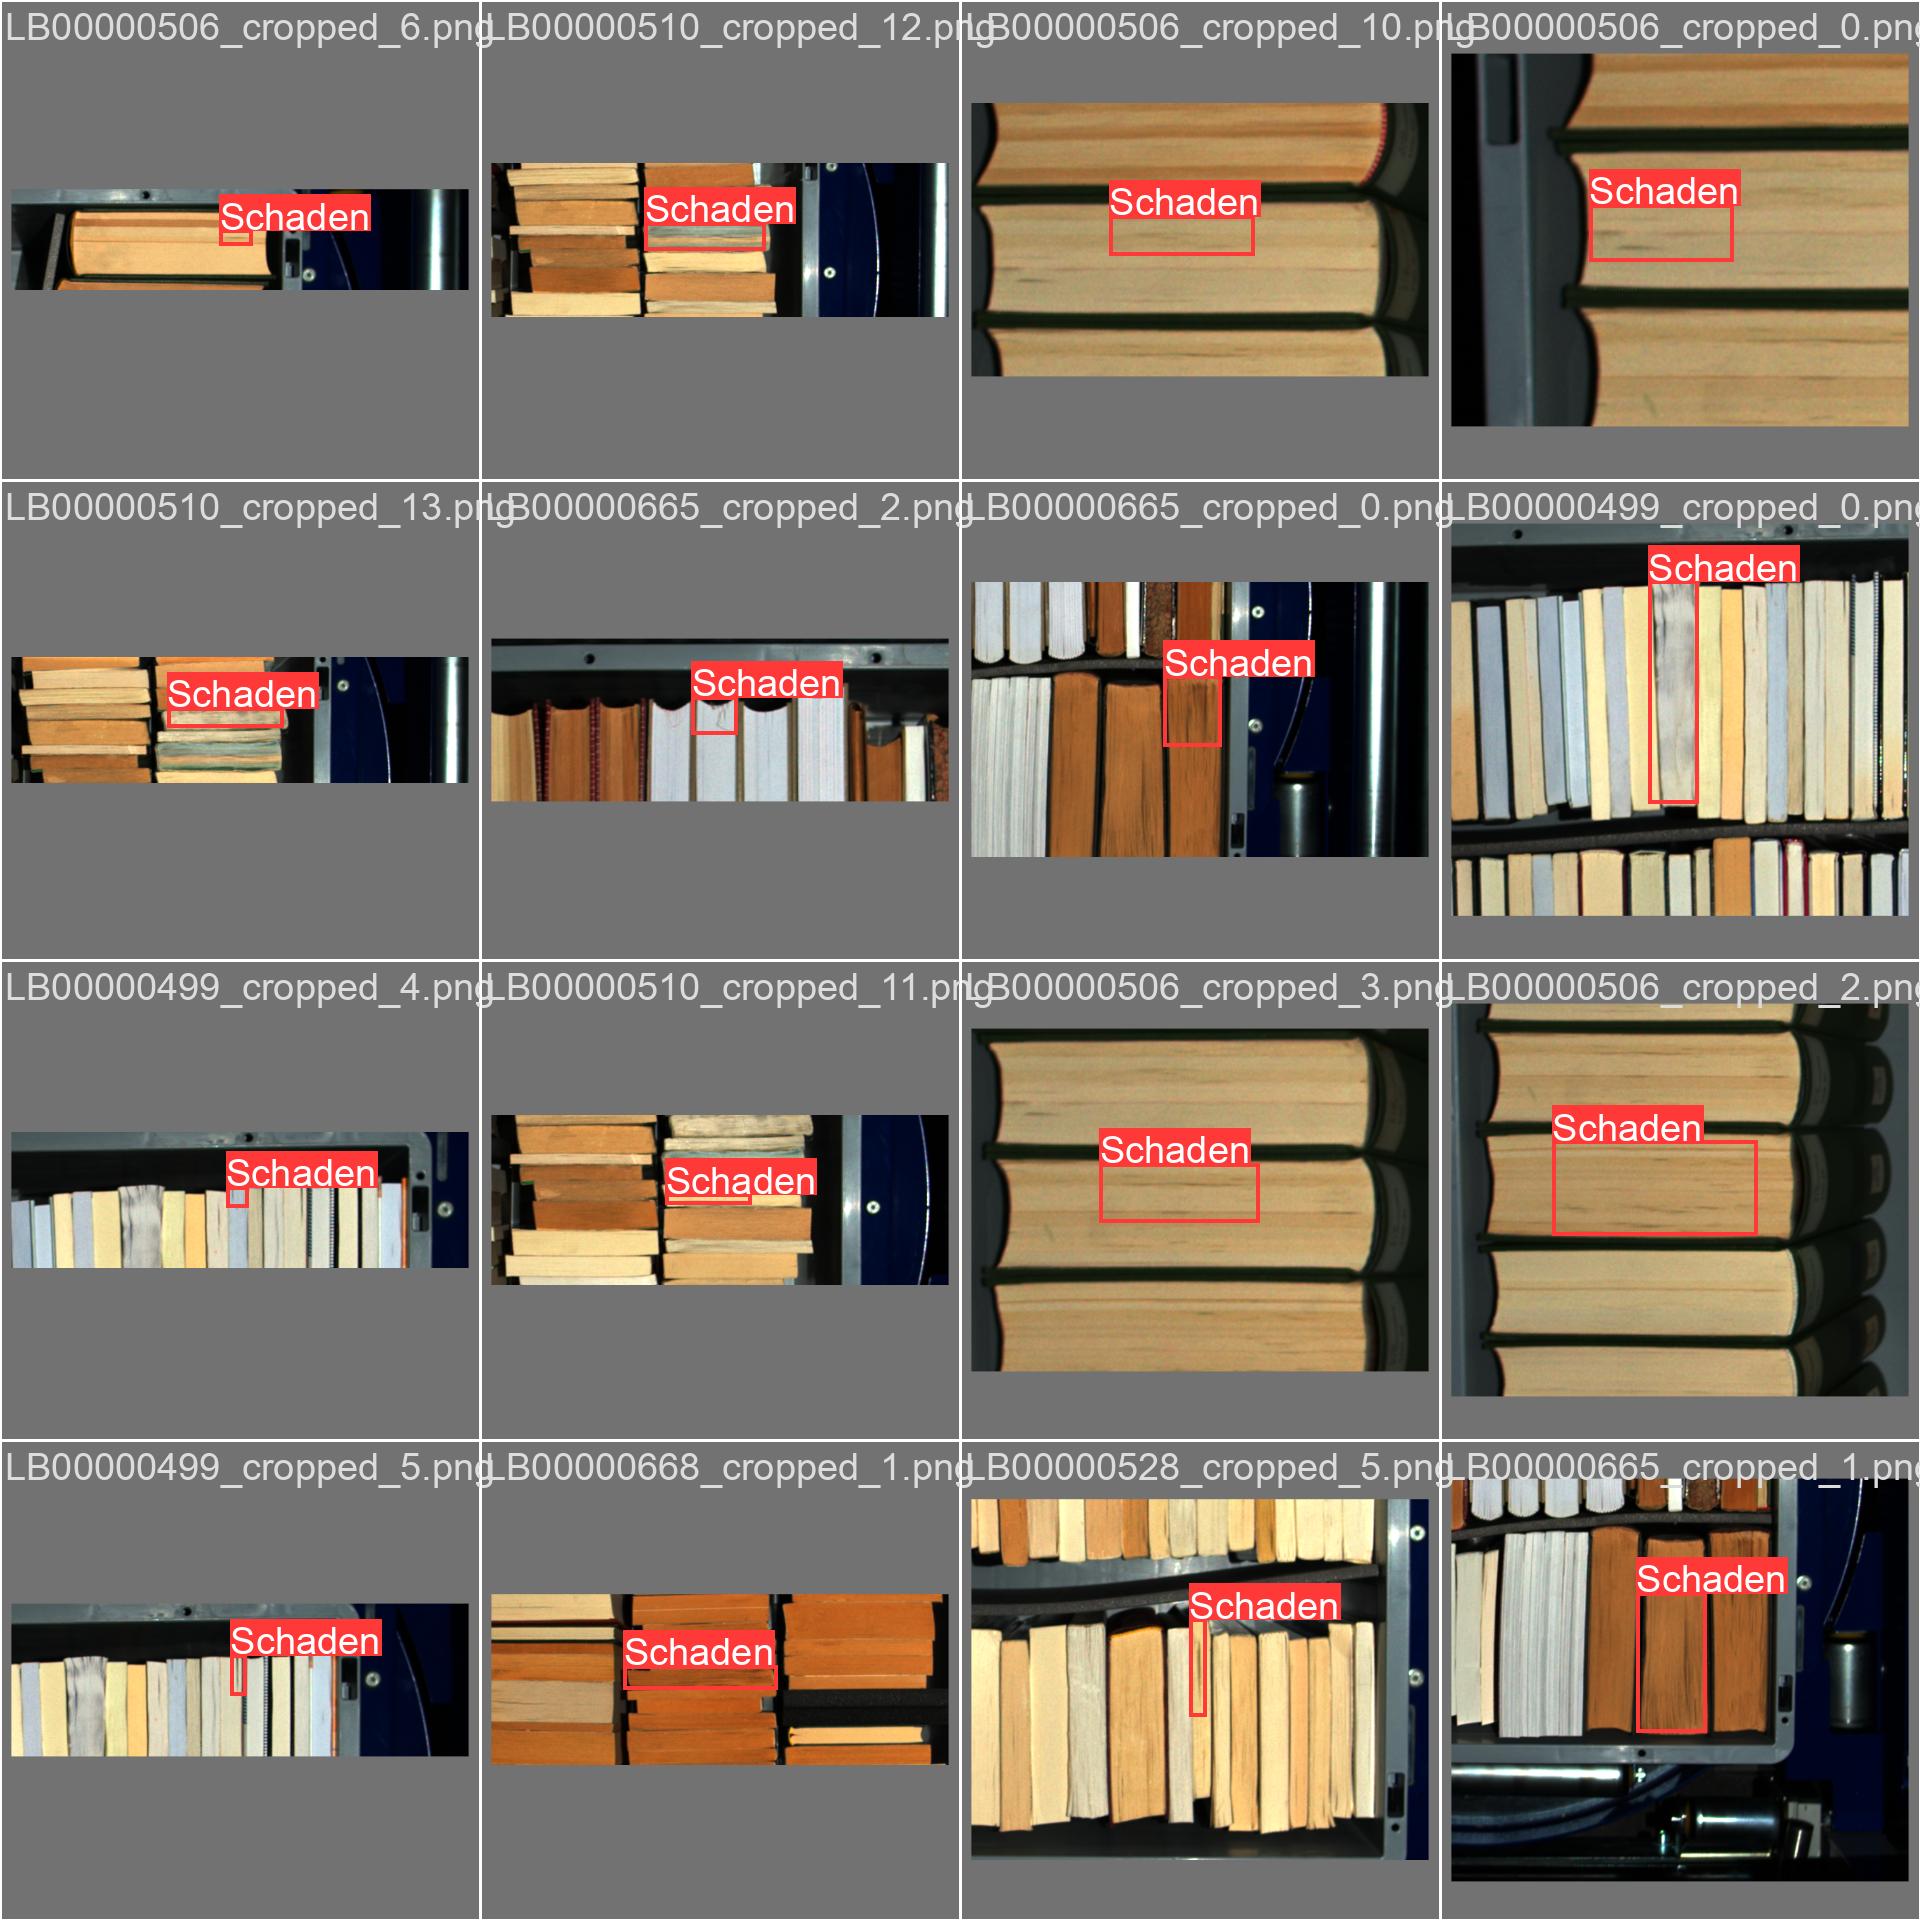 LB00000506_cropped_6.png
LB00000510_cropped_12.png
LB00000506_cropped_10.png
LB00000506_cropped_0.png
Schaden
Schaden
Schaden
Schaden
LB00000510_cropped_13.png
LB00000665_cropped_2.png
LB00000665_cropped_0.png
LB00000499_cropped_0.png
Schaden
Schaden
Schaden
Schaden
LB00000499_cropped_4.png
LB00000510_cropped_11.png
LB00000506_cropped_3.png
LB00000506_cropped_2.png
Schaden
Schaden
Schaden
Schaden
LB00000499_cropped_5.png
LB00000668_cropped_1.png
LB00000528_cropped_5.png
LB00000665_cropped_1.png
Schaden
Schaden
Schaden
Schaden